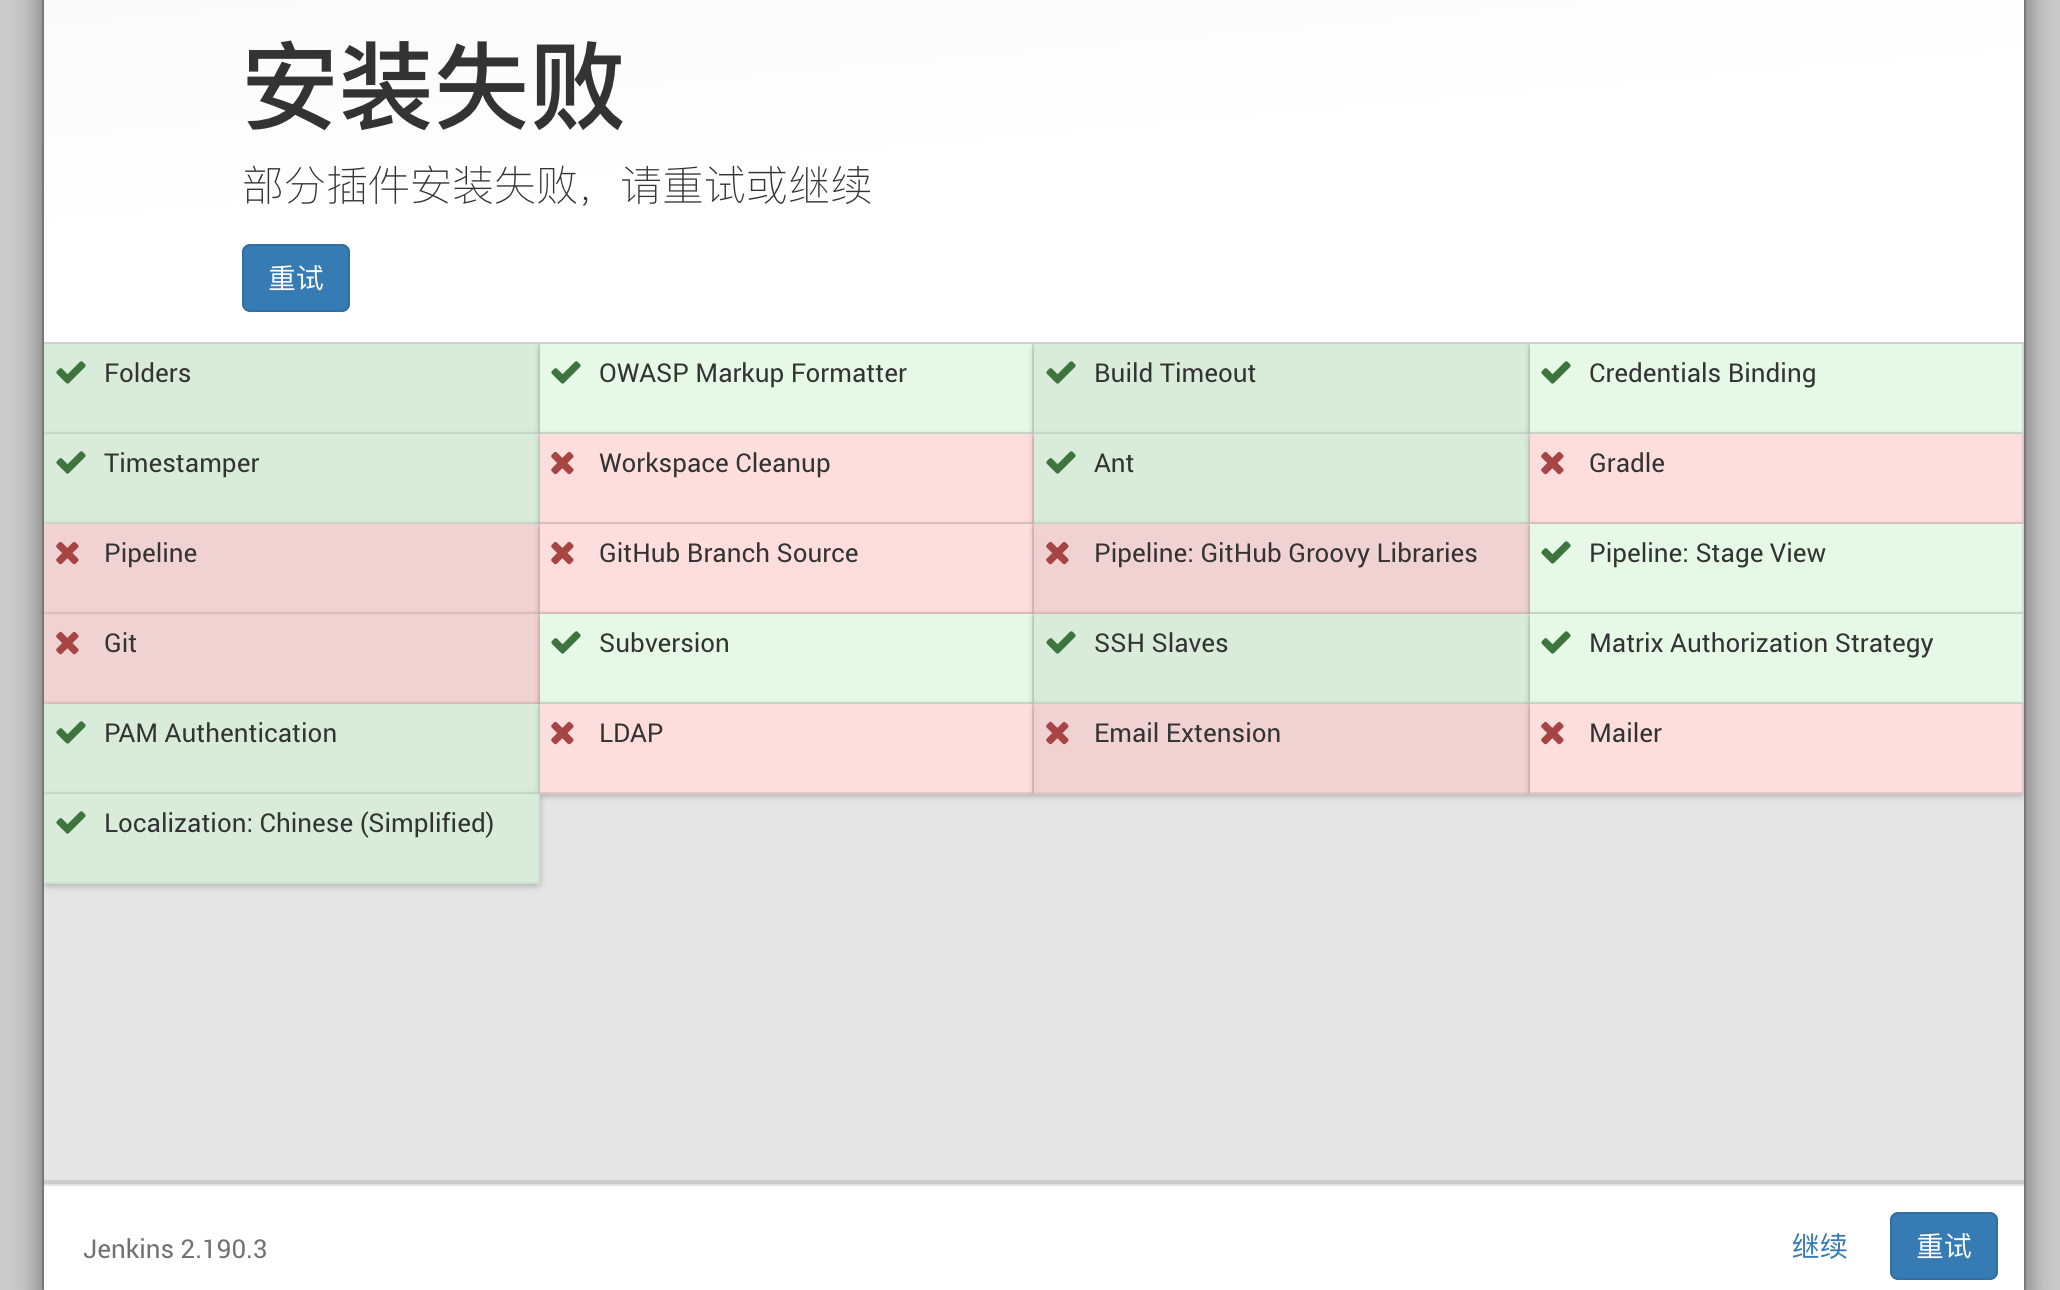 安装失败
部分插件安装失败，请重试或继续
重试
Folders
OWASP Markup Formatter
Build Timeout
Credentials Binding
Timestamper
Workspace Cleanup
Ant
Gradle
Pipeline
GitHub Branch Source
Pipeline: GitHub Groovy Libraries
Pipeline: Stage View
Git
Subversion
SSH Slaves
Matrix Authorization Strategy
PAM Authentication
LDAP
Email Extension
Mailer
Localization: Chinese (Simplified)
Jenkins 2.190.3
继续
重试